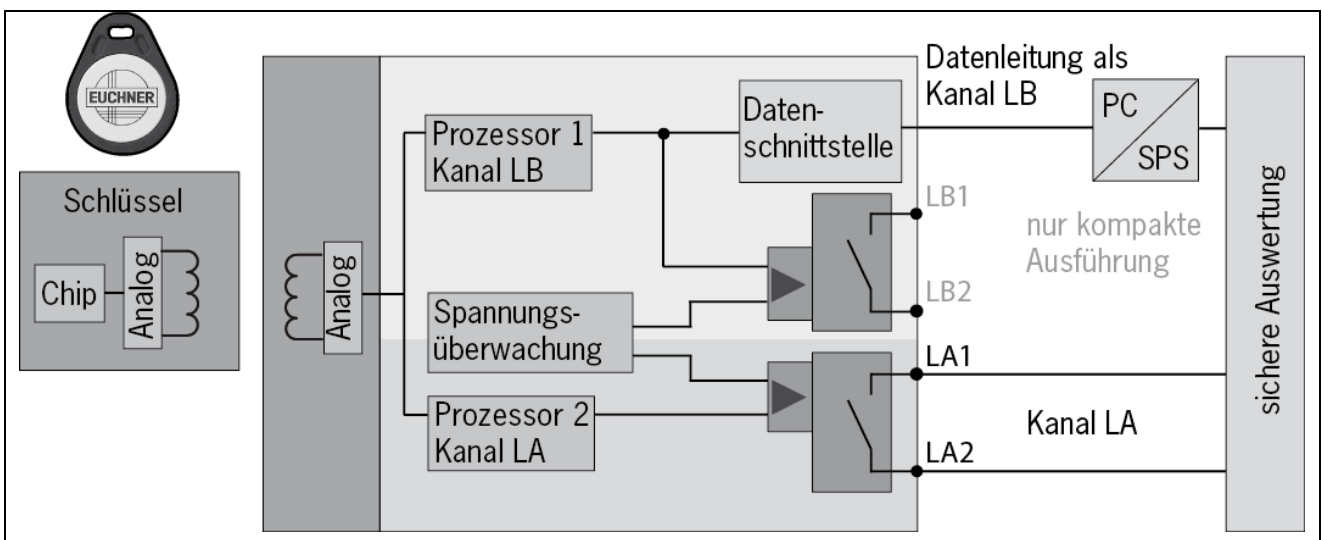 EUCHNER
Schlüssel
Chip
Analog
Analog
Prozessor 1
Kanal LB
Spannungs-
überwachung
Prozessor 2
Kanal LA
Daten-
schnittstelle
Datenleitung als
Kanal LB
PC
SPS
LB1
LB2
nur kompakte
Ausführung
LA1
Kanal LA
LA2
sichere Auswertung